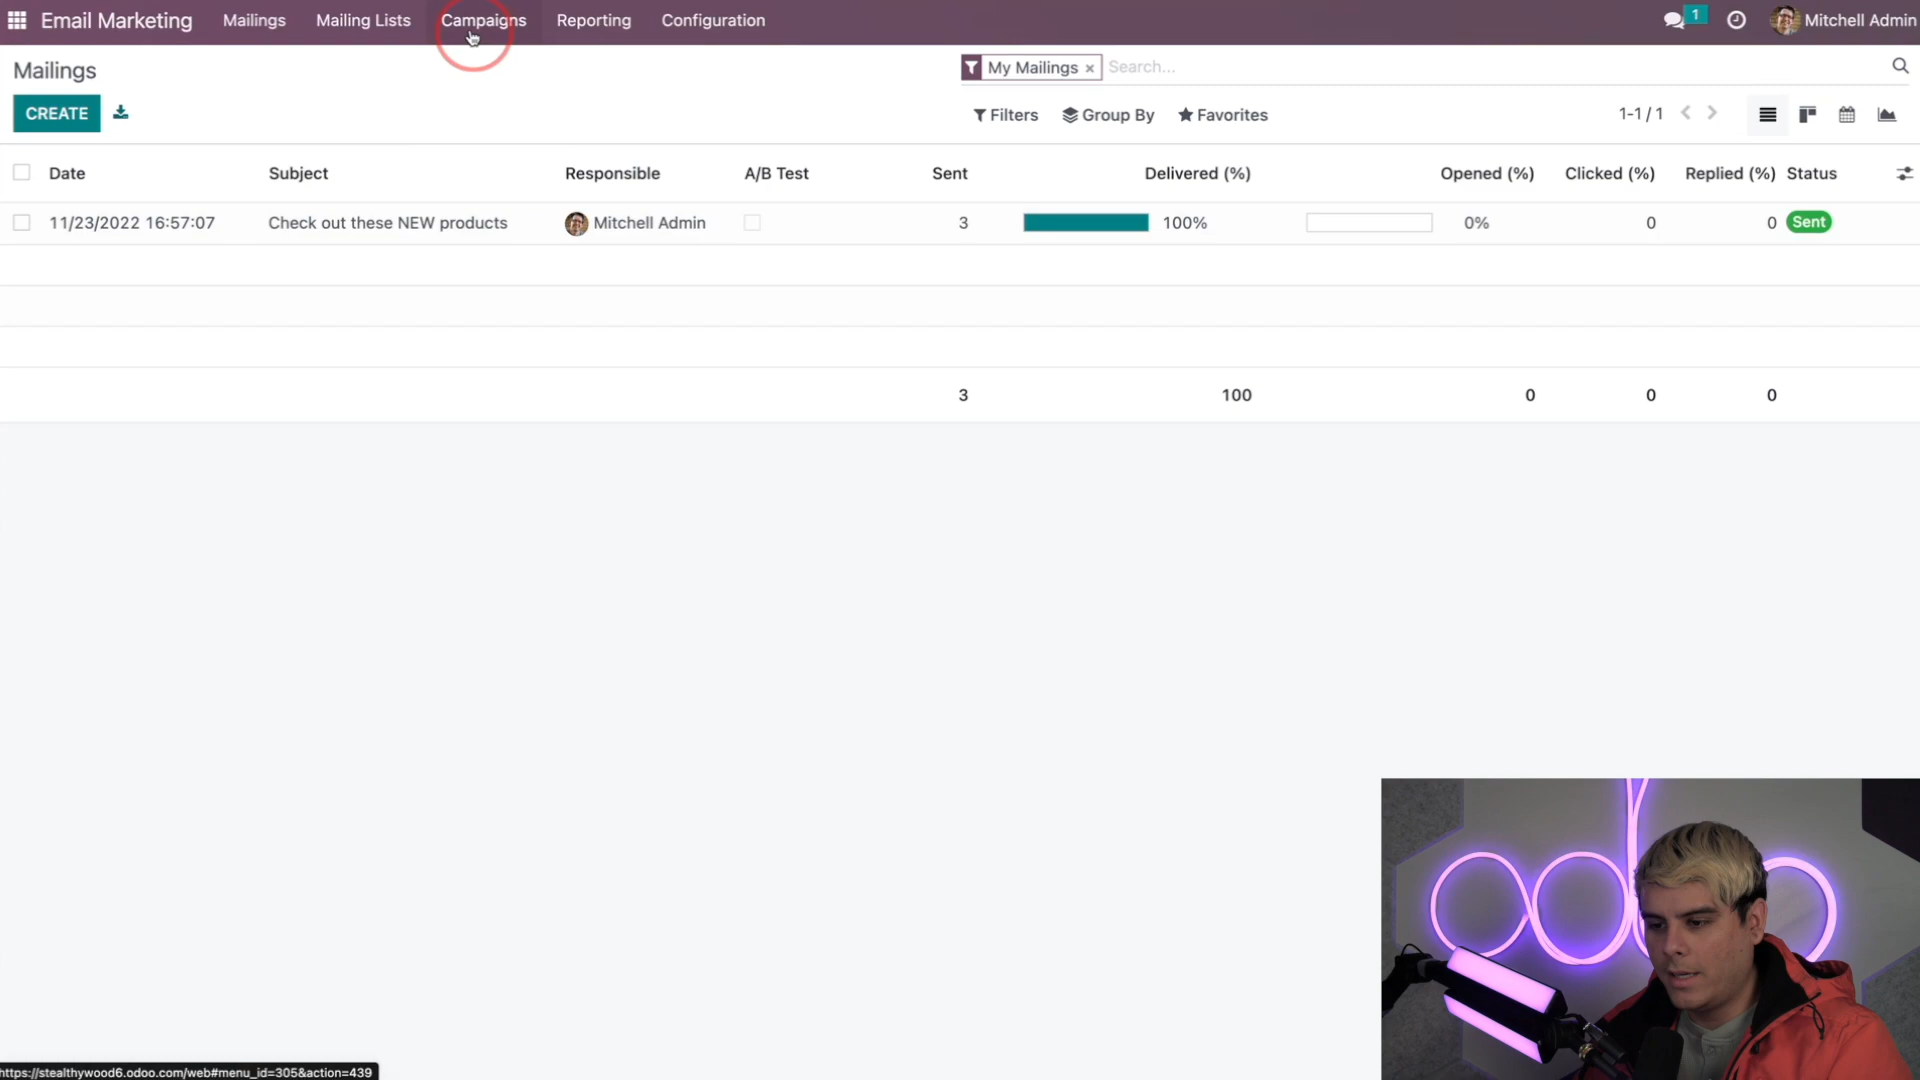 Email Marketing Mailings Mailing Lists Campaigns Reporting Configuration 1 Mitchell Admin
Mailings
My Mailings × Search...
CREATE
Filters Group By Favorites 1-1 / 1
Date Subject Responsible A/B Test Sent Delivered (%) Opened (%) Clicked (%) Replied (%) Status
11/23/2022 16:57:07 Check out these NEW products Mitchell Admin 3 100% 0% 0 0 Sent
3 100 0 0 0
odoo
https://stealthywood6.odoo.com/web#menu_id=305&action=439